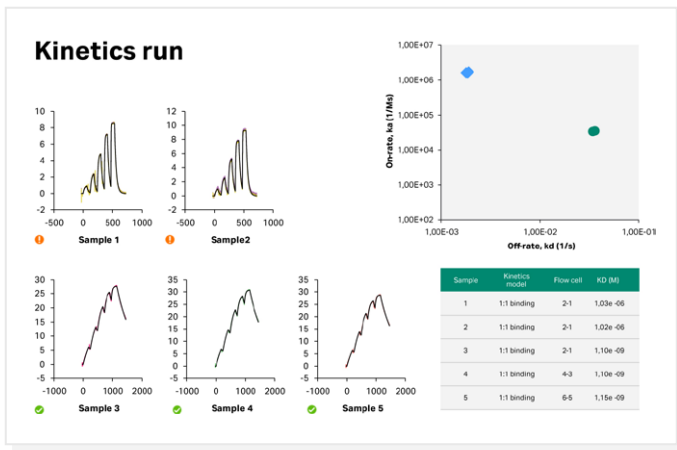 Kinetics run
10
8
6
4
2
0
-2
-500 0 500 1000
Sample 1
12
10
8
6
4
2
0
-2
-500 0 500 1000
Sample2
1,00E+07
1,00E+06
1,00E+05
1,00E+04
1,00E+03
1,00E+02
On-rate, ka (1/Ms)
1,00E-03 1,00E-02 1,00E-01
Off-rate, kd (1/s)
30
25
20
15
10
5
0
-5
-1000 0 1000 2000
Sample 3
35
30
25
20
15
10
5
0
-5
-1000 0 1000 2000
Sample 4
35
30
25
20
15
10
5
0
-5
-1000 0 1000 2000
Sample 5
Sample Kinetics model Flow cell KD (M)
1 1:1 binding 2-1 1,03e -06
2 1:1 binding 2-1 1,02e -06
3 1:1 binding 2-1 1,10e -09
4 1:1 binding 4-3 1,10e -09
5 1:1 binding 6-5 1,15e -09